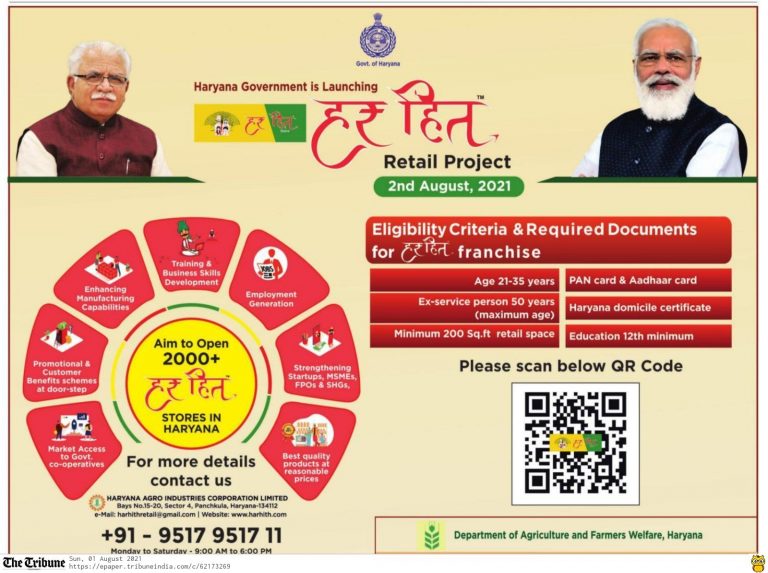 Govt. of Haryana
Haryana Government is Launching
हर हित
Store
हर हित™
Retail Project
2nd August, 2021
Market Access
to Govt.
co-operatives
Promotional &
Customer
Benefits schemes
at door-step
Enhancing
Manufacturing
Capabilities
Training &
Business Skills
Development
Employment
Generation
Strengthening
Startups, MSMEs,
FPOs & SHGs,
Best quality
products at
reasonable
prices
Aim to Open
2000+
हर हित
STORES IN
HARYANA
For more details
contact us
HARYANA AGRO INDUSTRIES CORPORATION LIMITED
Bays No.15-20, Sector 4, Panchkula, Haryana-134112
e-Mail: harhithretail@gmail.com | Website: www.harhith.com
+91 - 9517 9517 11
Monday to Saturday - 9:00 AM to 6:00 PM
Eligibility Criteria & Required Documents
for हर हित franchise
Age 21-35 years
PAN card & Aadhaar card
Ex-service person 50 years
(maximum age)
Haryana domicile certificate
Minimum 200 Sq.ft retail space
Education 12th minimum
Please scan below QR Code
Department of Agriculture and Farmers Welfare, Haryana
The Tribune
Sun, 01 August 2021
https://epaper.tribuneindia.com/c/62173269